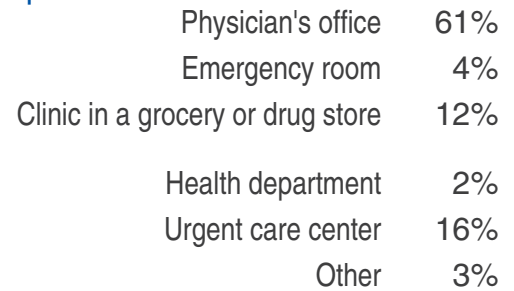 Physician's office 61%
Emergency room 4%
Clinic in a grocery or drug store 12%
Health department 2%
Urgent care center 16%
Other 3%